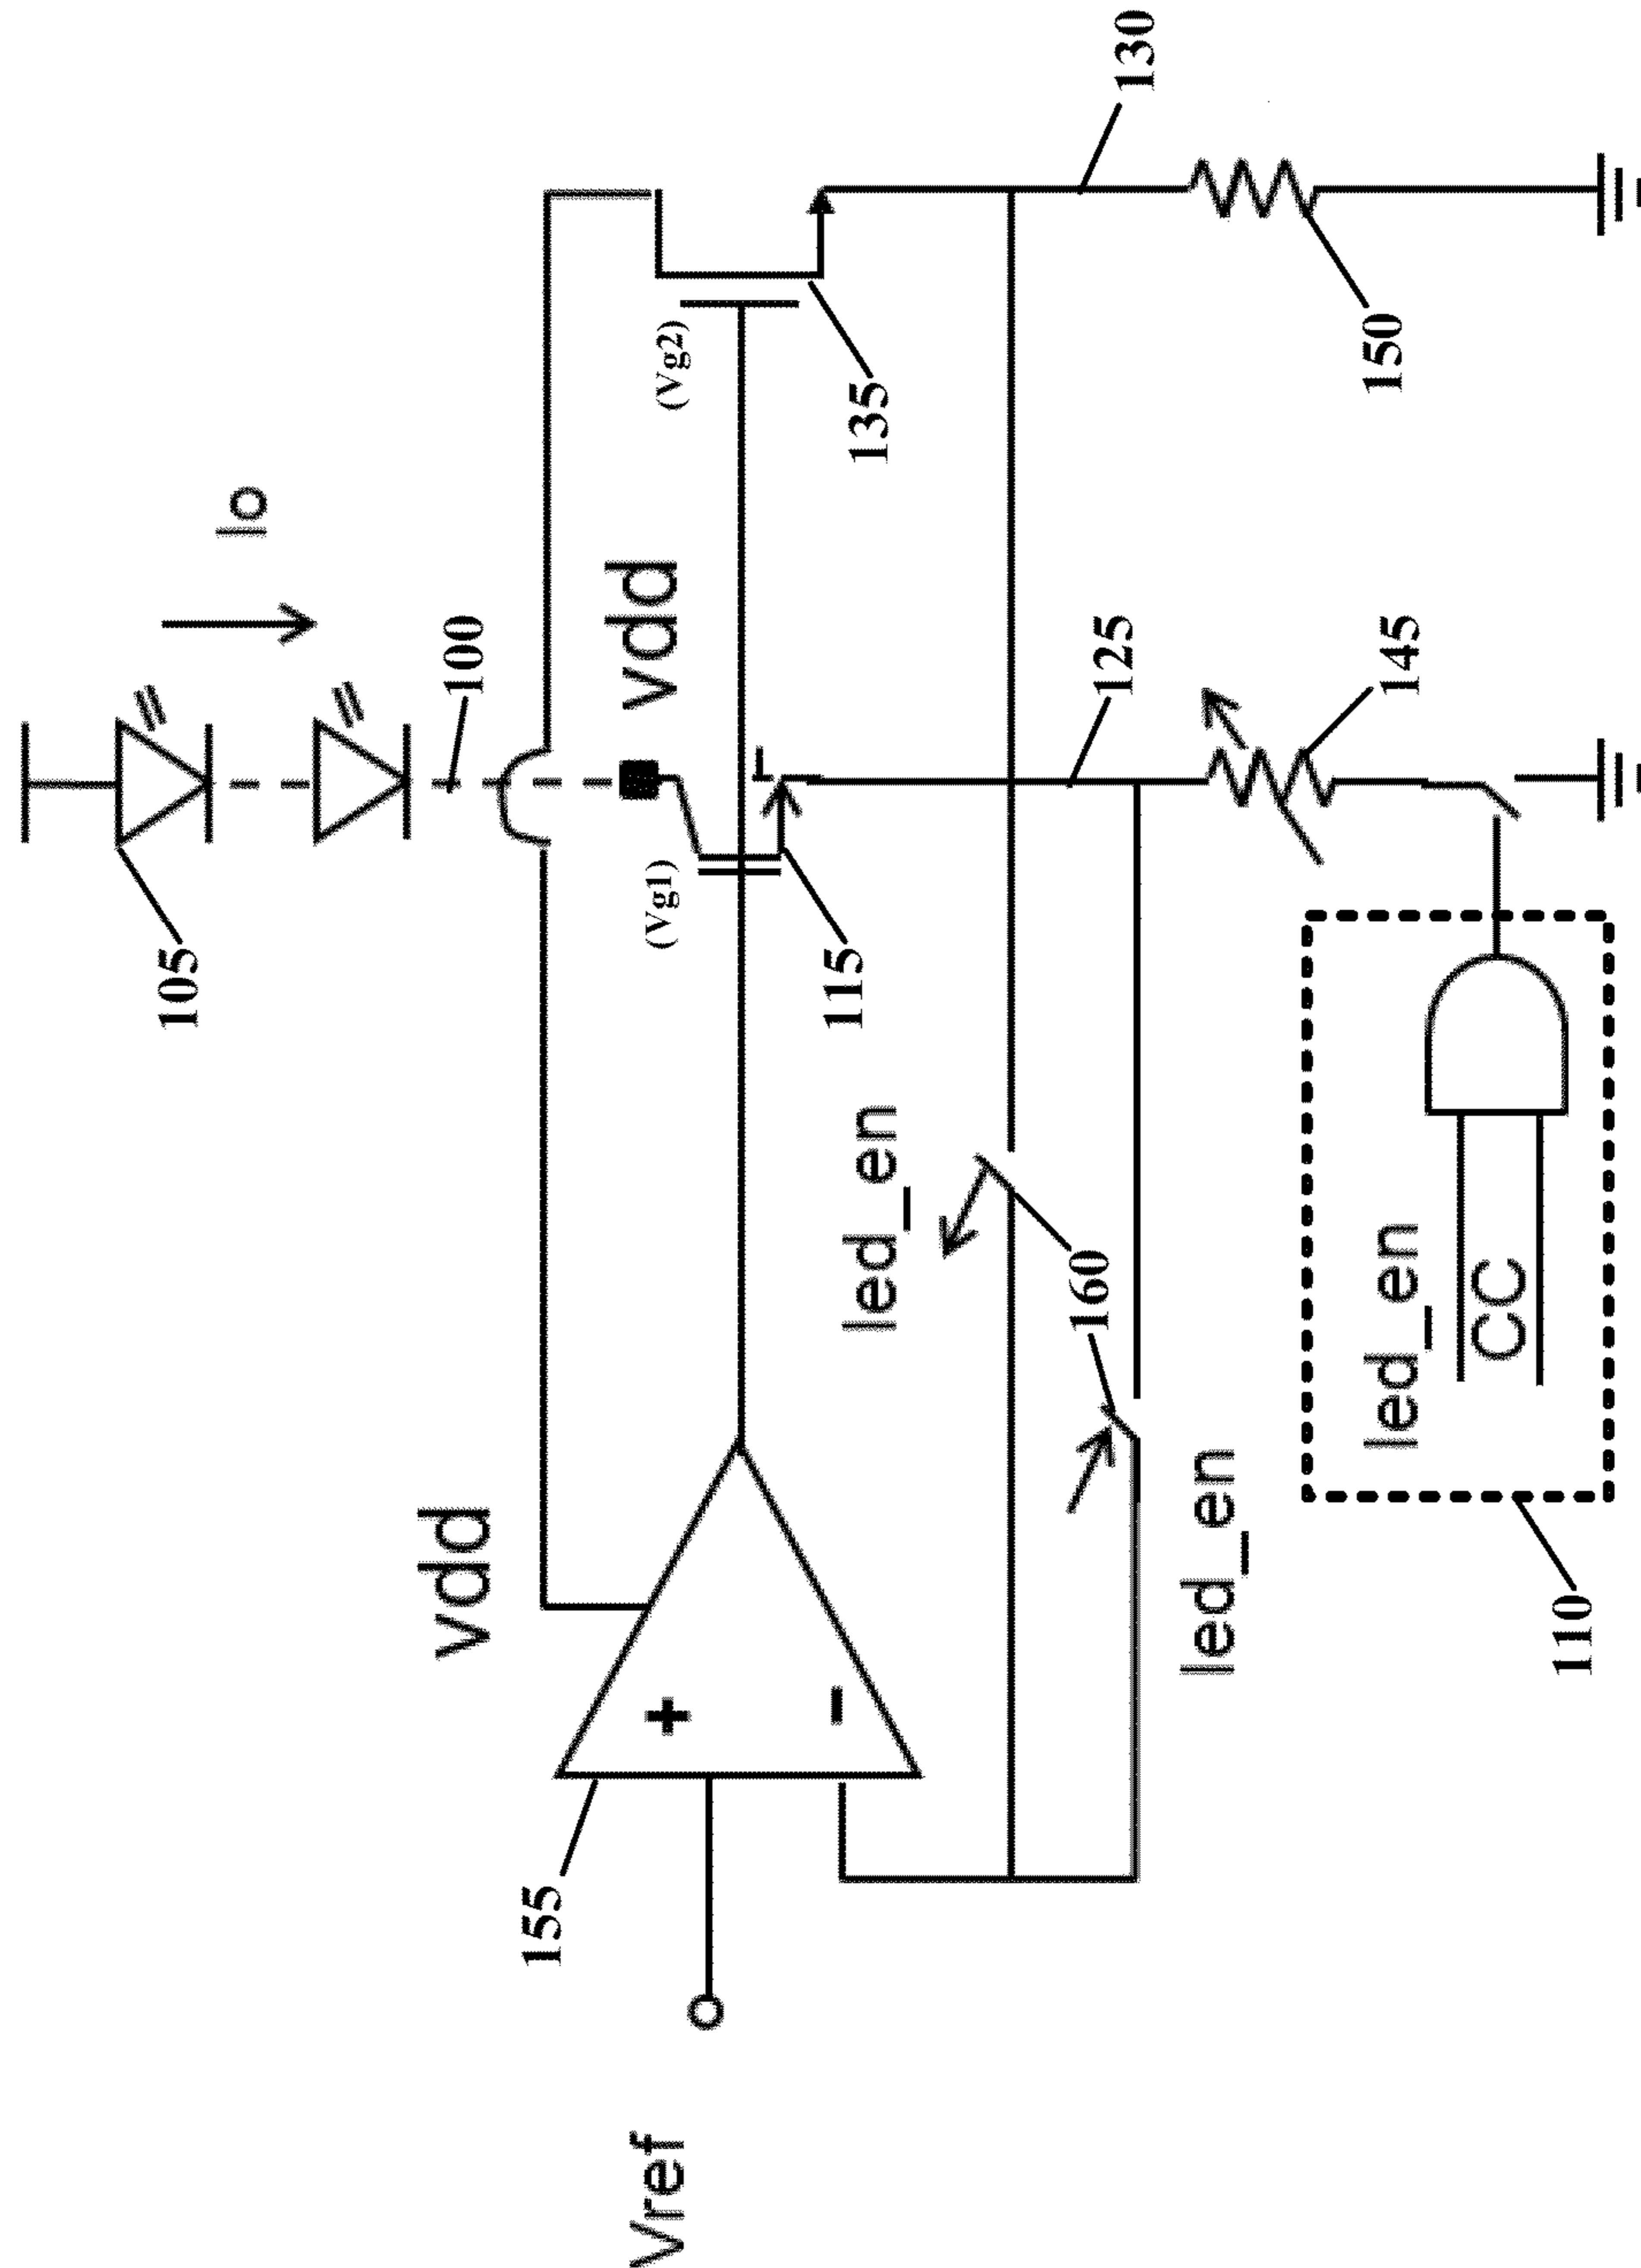 Io
105
100
130
Vdd
Vdd
(Vg1)
(Vg2)
155
+
-
115
135
led_en
Vref
160
125
led_en
145
150
led_en
CC
110